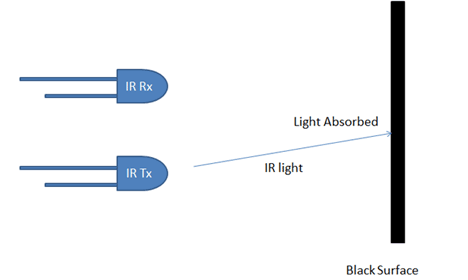 IR Rx
Light Absorbed
IR Tx
IR light
Black Surface